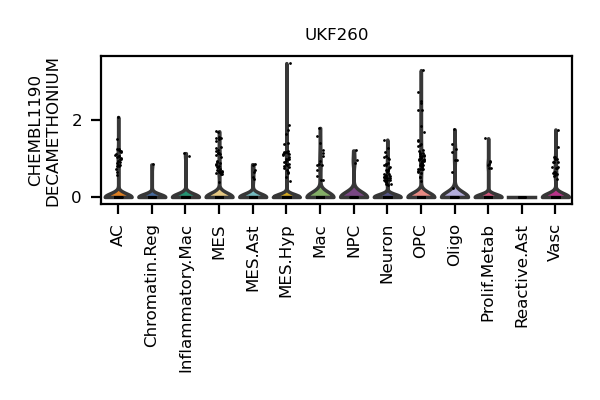 UKF260
CHEMBL1190
DECAMETHONIUM
2
0
AC
Chromatin.Reg
Inflammatory.Mac
MES
MES.Ast
MES.Hyp
Mac
NPC
Neuron
OPC
Oligo
Prolif.Metab
Reactive.Ast
Vasc